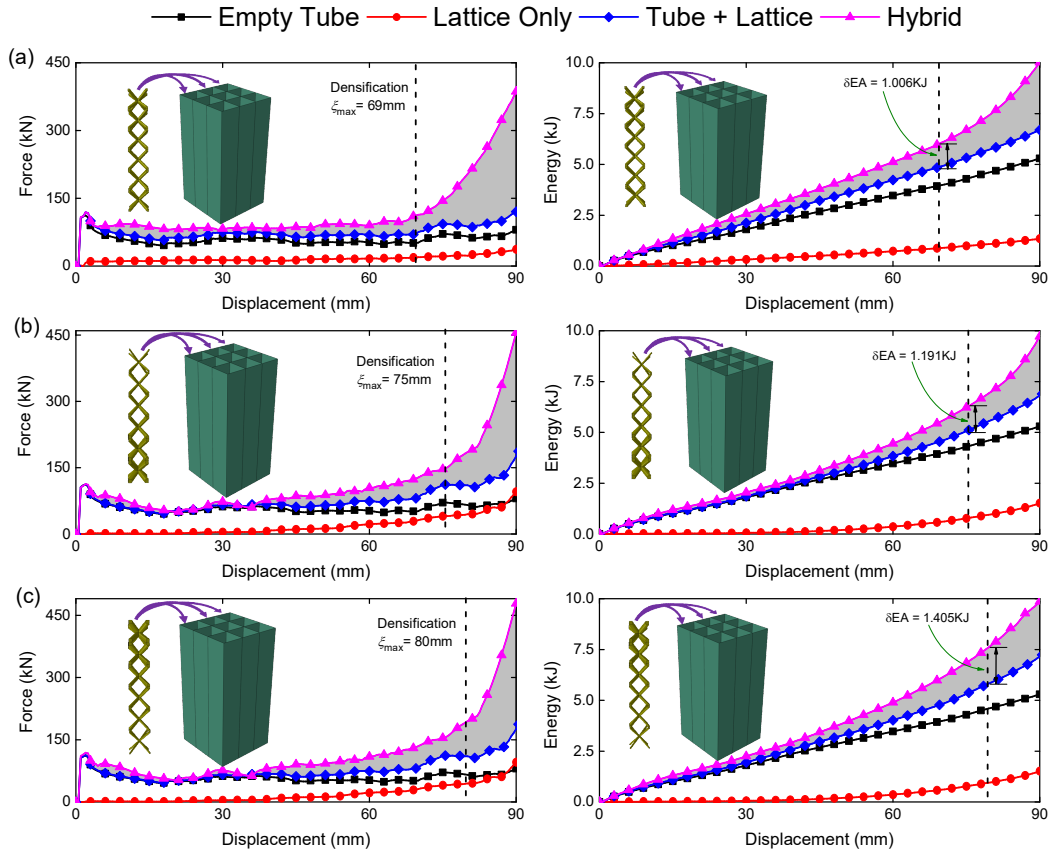 Empty Tube Lattice Only Tube + Lattice Hybrid
(a)
450
300
150
0
Force (kN)
0 30 60 90
Displacement (mm)
Densification
ξmax= 69mm
10.0
7.5
5.0
2.5
0.0
Energy (kJ)
0 30 60 90
Displacement (mm)
δEA = 1.006KJ
(b)
450
300
150
0
Force (kN)
0 30 60 90
Displacement (mm)
Densification
ξmax= 75mm
10.0
7.5
5.0
2.5
0.0
Energy (kJ)
0 30 60 90
Displacement (mm)
δEA = 1.191KJ
(c)
450
300
150
0
Force (kN)
0 30 60 90
Displacement (mm)
Densification
ξmax= 80mm
10.0
7.5
5.0
2.5
0.0
Energy (kJ)
0 30 60 90
Displacement (mm)
δEA = 1.405KJ